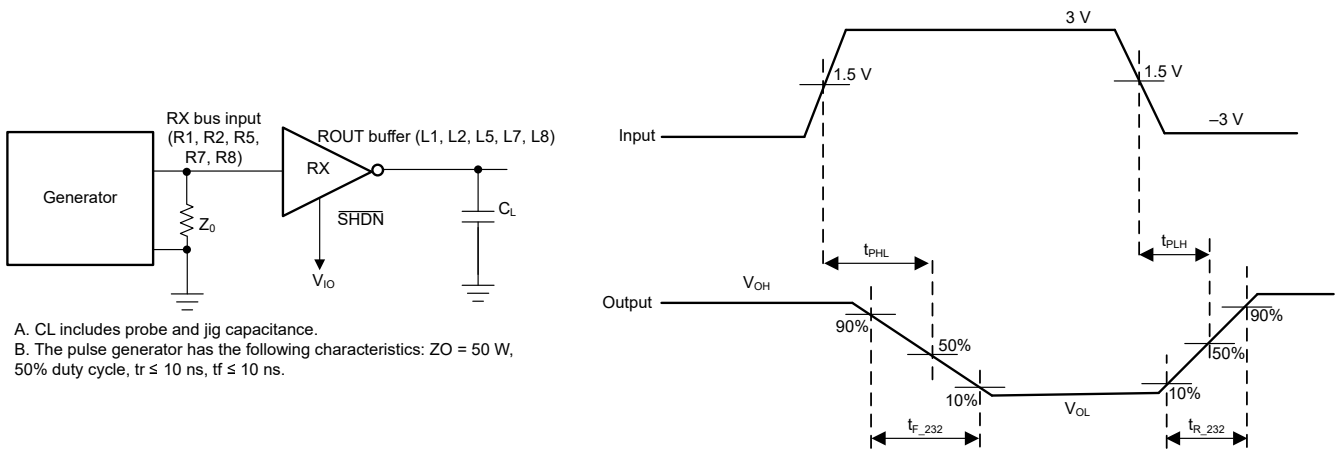 RX bus input
(R1, R2, R5,
R7, R8)
ROUT buffer (L1, L2, L5, L7, L8)
Generator
RX
Z0
SHDN
CL
VIO
A. CL includes probe and jig capacitance.
B. The pulse generator has the following characteristics: ZO = 50 W,
50% duty cycle, tr ≤ 10 ns, tf ≤ 10 ns.
3 V
1.5 V
1.5 V
Input
–3 V
tPHL
tPLH
VOH
Output
90%
50%
10%
VOL
90%
50%
10%
tF_232
tR_232